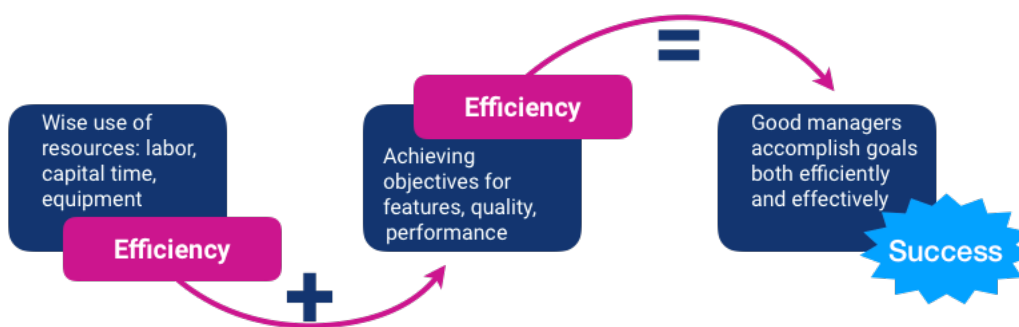 Wise use of
resources: labor,
capital time,
equipment
Efficiency
+
Efficiency
Achieving
objectives for
features, quality,
performance
=
Good managers
accomplish goals
both efficiently
and effectively
Success